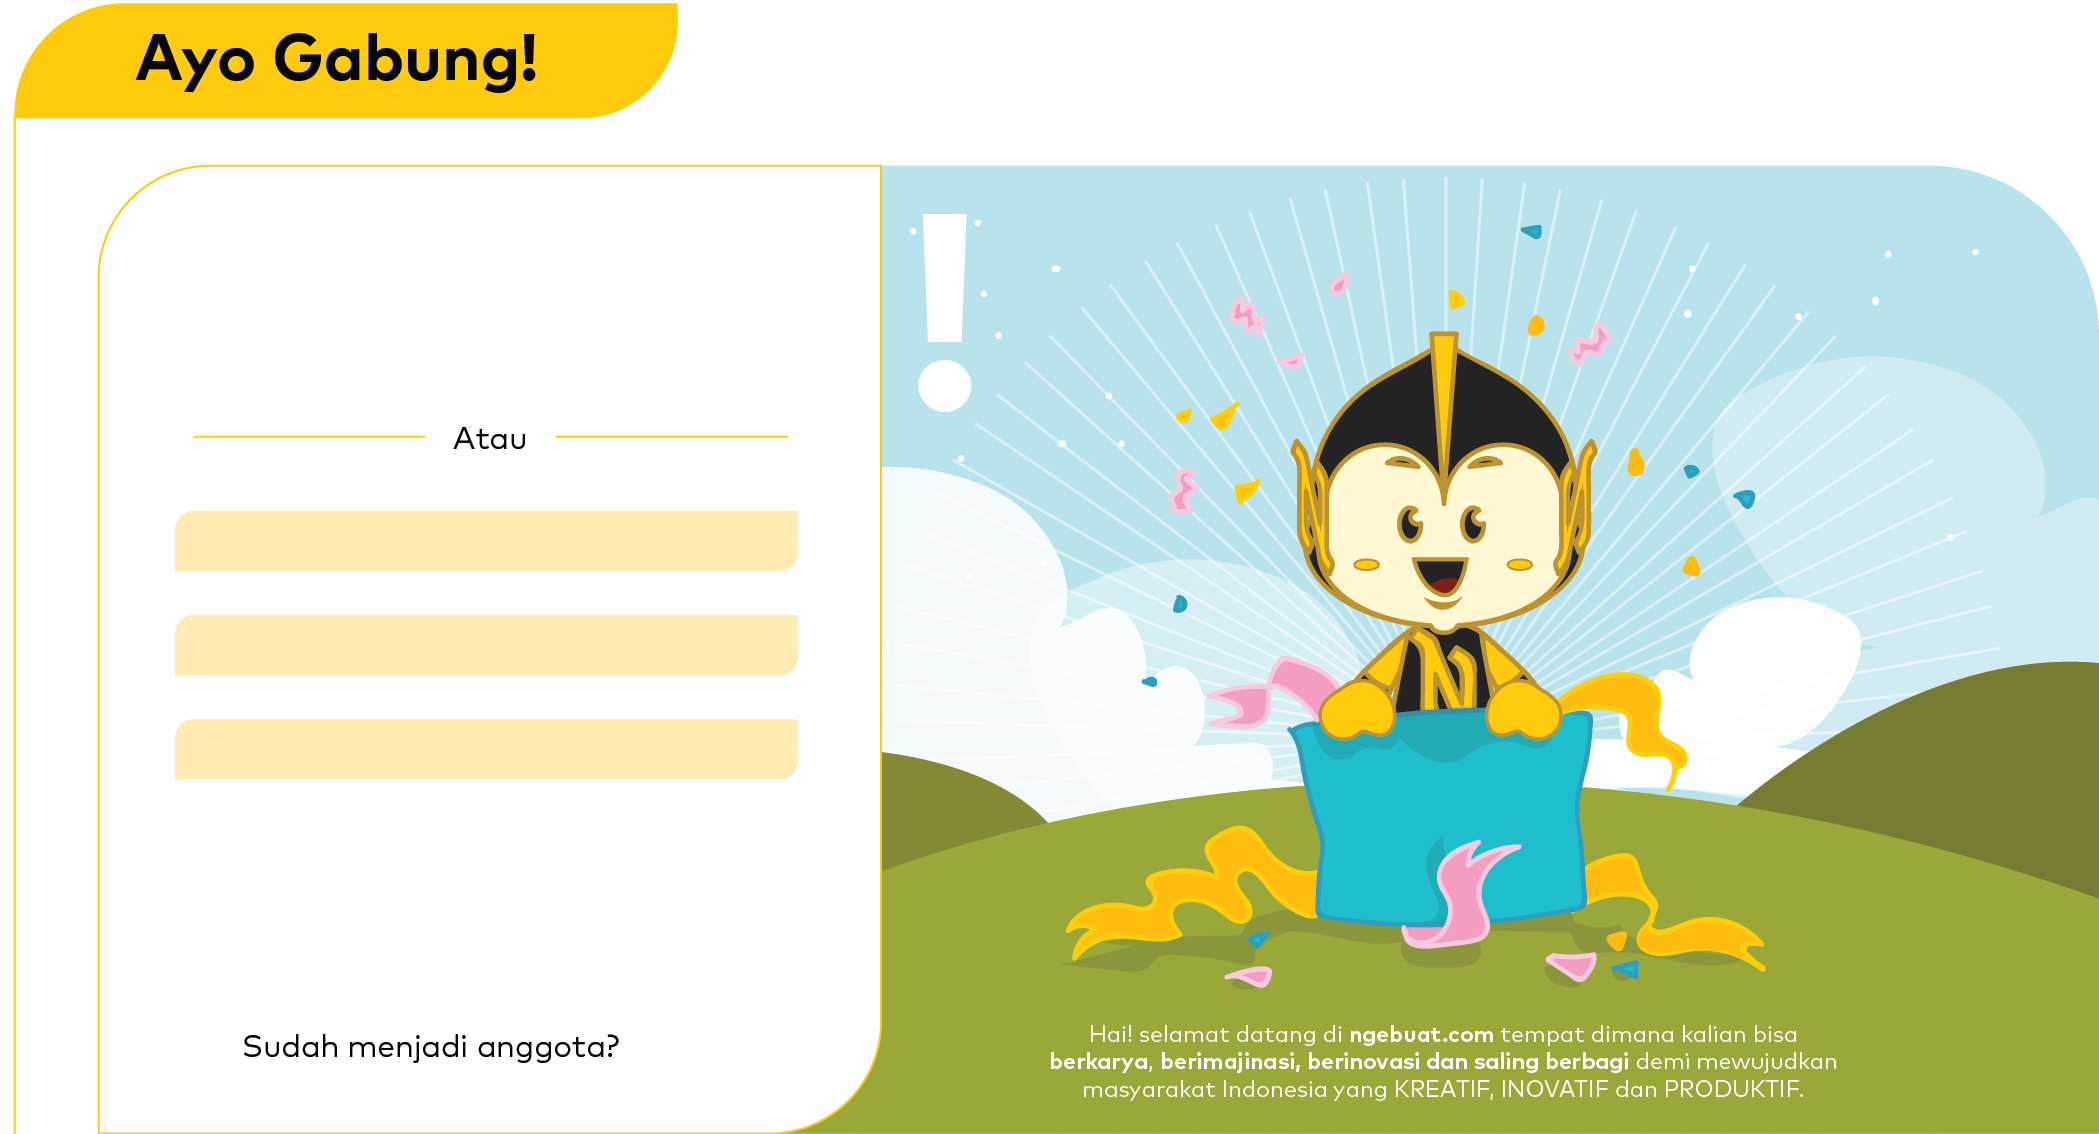 Ayo Gabung!
Atau
Sudah menjadi anggota?
!
N
Hai! selamat datang di ngebuat.com tempat dimana kalian bisa
berkarya, berimajinasi, berinovasi dan saling berbagi demi mewujudkan
masyarakat Indonesia yang KREATIF, INOVATIF dan PRODUKTIF.